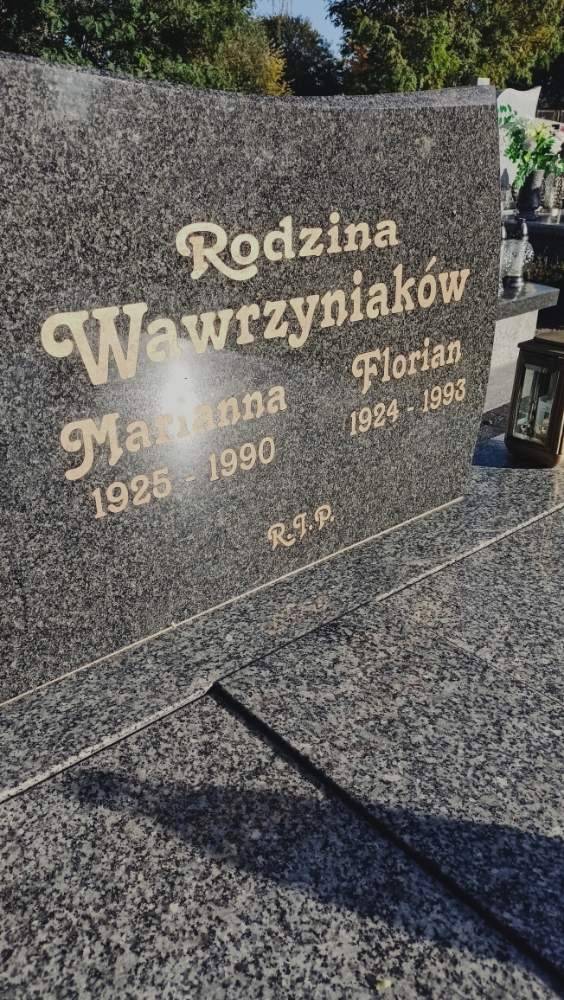 Rodzina
Wawrzyniaków
Marianna Florian
1925 - 1990 1924 - 1993
R.I.P.